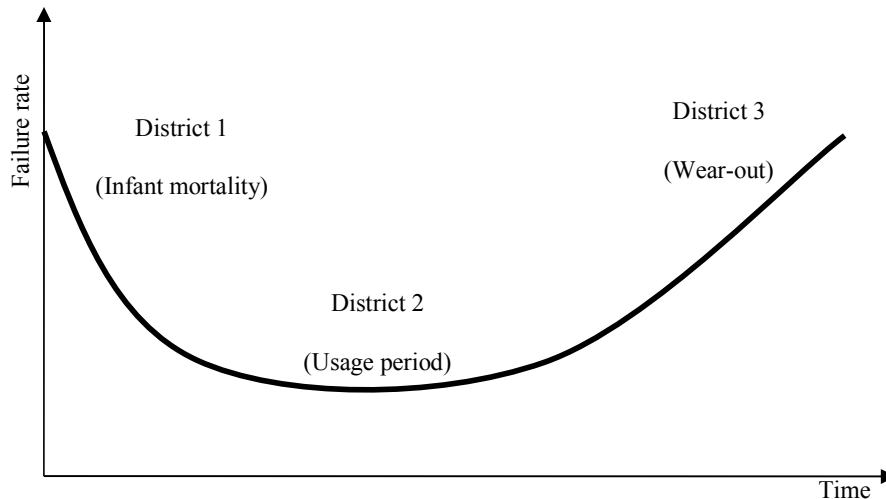 Failure rate
District 1
(Infant mortality)
District 2
(Usage period)
District 3
(Wear-out)
Time